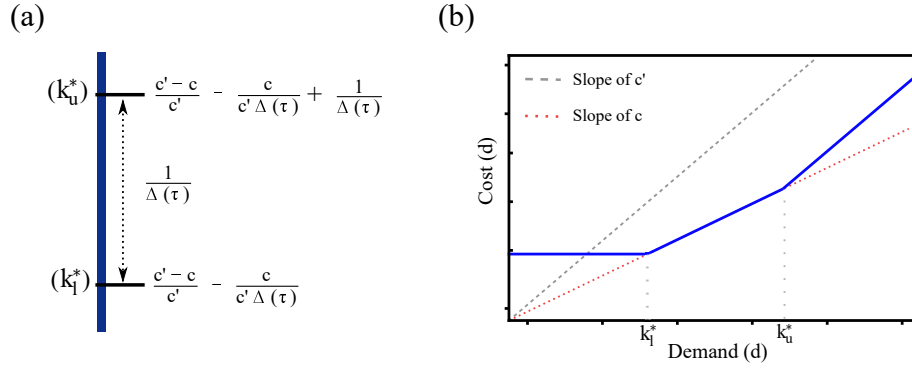 (a)
(k*u) c' - c / c' - c / c' Δ(τ) + 1 / Δ(τ)
1 / Δ(τ)
(k*l) c' - c / c' - c / c' Δ(τ)
(b)
Slope of c'
Slope of c
Cost (d)
k*l k*u
Demand (d)